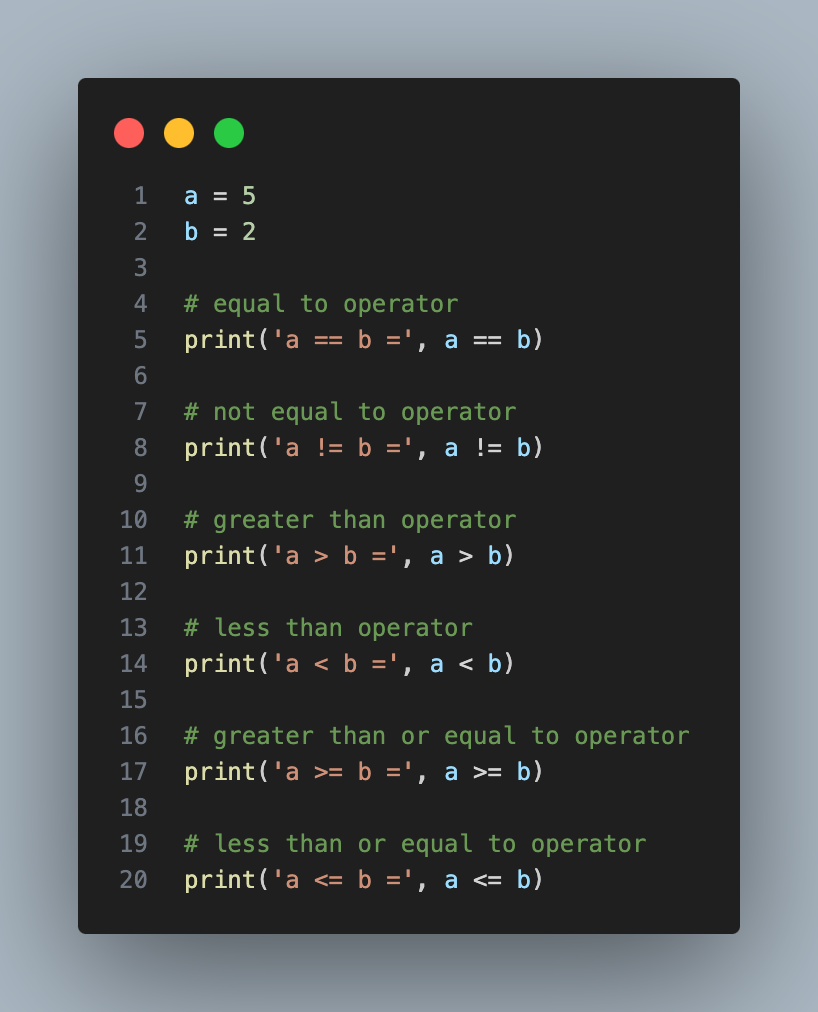 1 a = 5
2 b = 2
3
4 # equal to operator
5 print('a == b =', a == b)
6
7 # not equal to operator
8 print('a != b =', a != b)
9
10 # greater than operator
11 print('a > b =', a > b)
12
13 # less than operator
14 print('a < b =', a < b)
15
16 # greater than or equal to operator
17 print('a >= b =', a >= b)
18
19 # less than or equal to operator
20 print('a <= b =', a <= b)